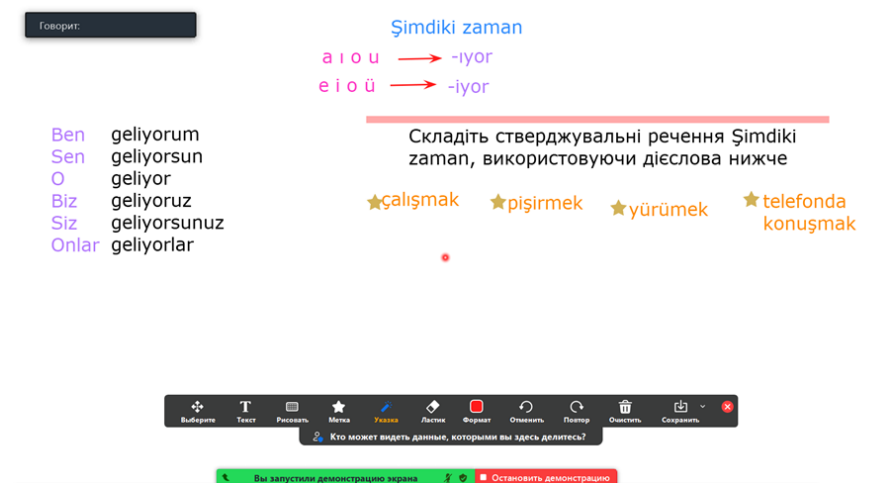 Говорит:
Şimdiki zaman
a ı o u -ıyor
e i o ü -iyor
Ben geliyorum
Sen geliyorsun
O geliyor
Biz geliyoruz
Siz geliyorsunuz
Onlar geliyorlar
Складіть стверджувальні речення Şimdiki
zaman, використовуючи дієслова нижче
çalışmak pişirmek yürümek telefonda
konuşmak
Выберите Текст Рисовать Метка Указка Ластик Формат Отменить Повтор Очистить Сохранить
Кто может видеть данные, которыми вы здесь делитесь?
Вы запустили демонстрацию экрана Остановить демонстрацию